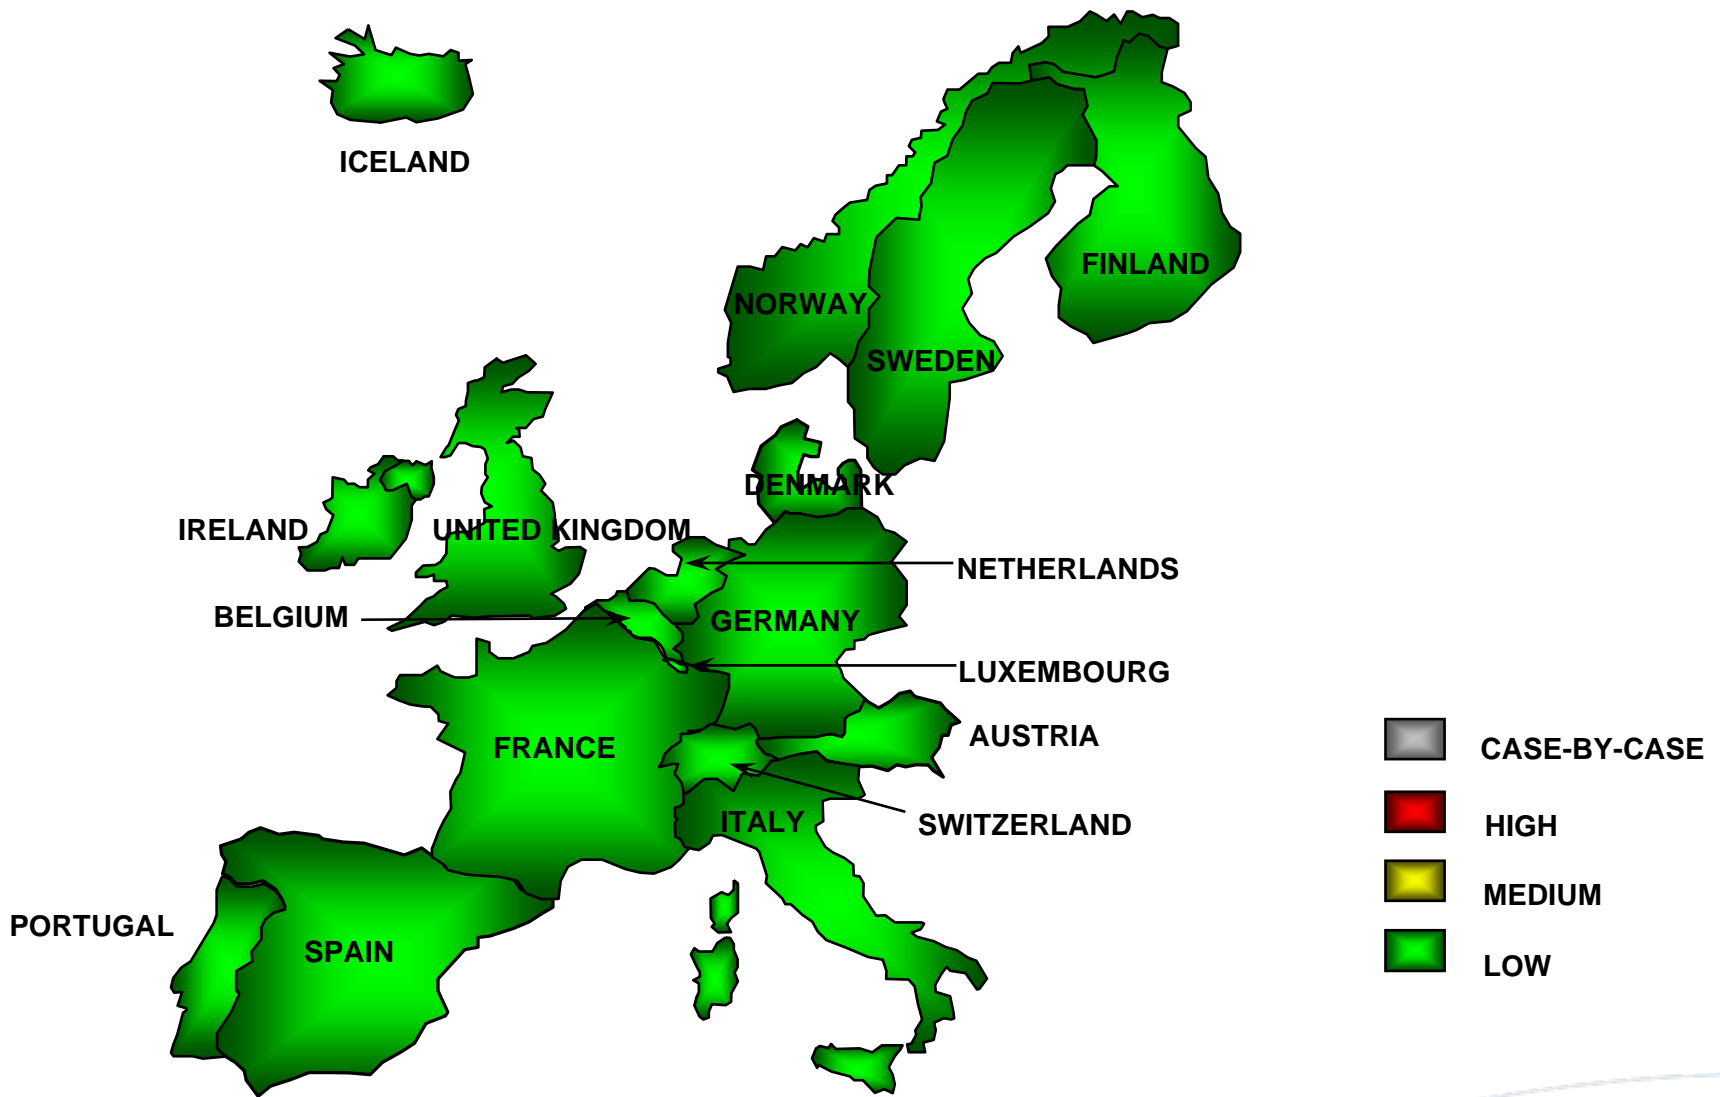 ICELAND
FINLAND
NORWAY
SWEDEN
DENMARK
IRELAND
UNITED KINGDOM
NETHERLANDS
BELGIUM
GERMANY
LUXEMBOURG
AUSTRIA
FRANCE
SWITZERLAND
ITALY
PORTUGAL
SPAIN
CASE-BY-CASE
HIGH
MEDIUM
LOW